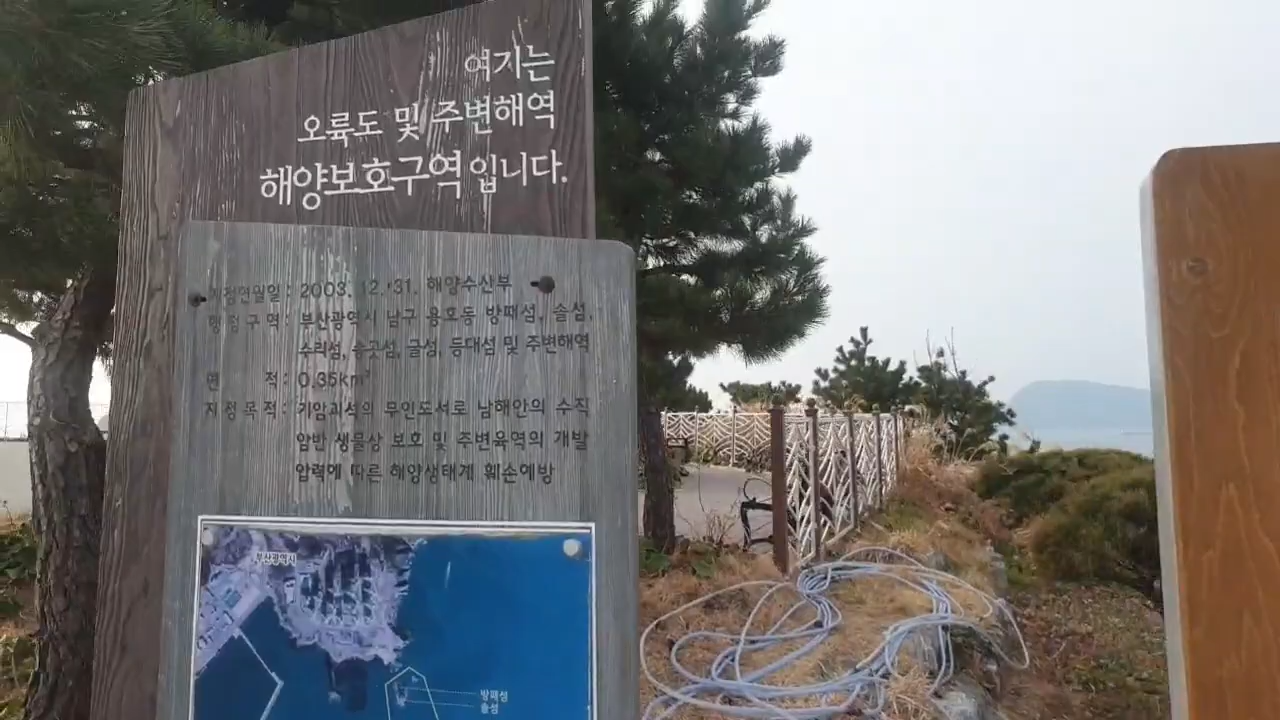 여기는
오륙도 및 주변해역
해양보호구역 입니다.
지정연월일 : 2003. 12. 31. 해양수산부
행정구역 : 부산광역시 남구 용호동 방패섬, 솔섬,
수리섬, 송곳섬, 굴섬, 등대섬 및 주변해역
면 적 : 0.35km²
지정목적 : 기암괴석의 무인도서로 남해안의 수직
암반 생물상 보호 및 주변육역의 개발
압력에 따른 해양생태계 훼손예방
부산광역시
방패섬
솔섬